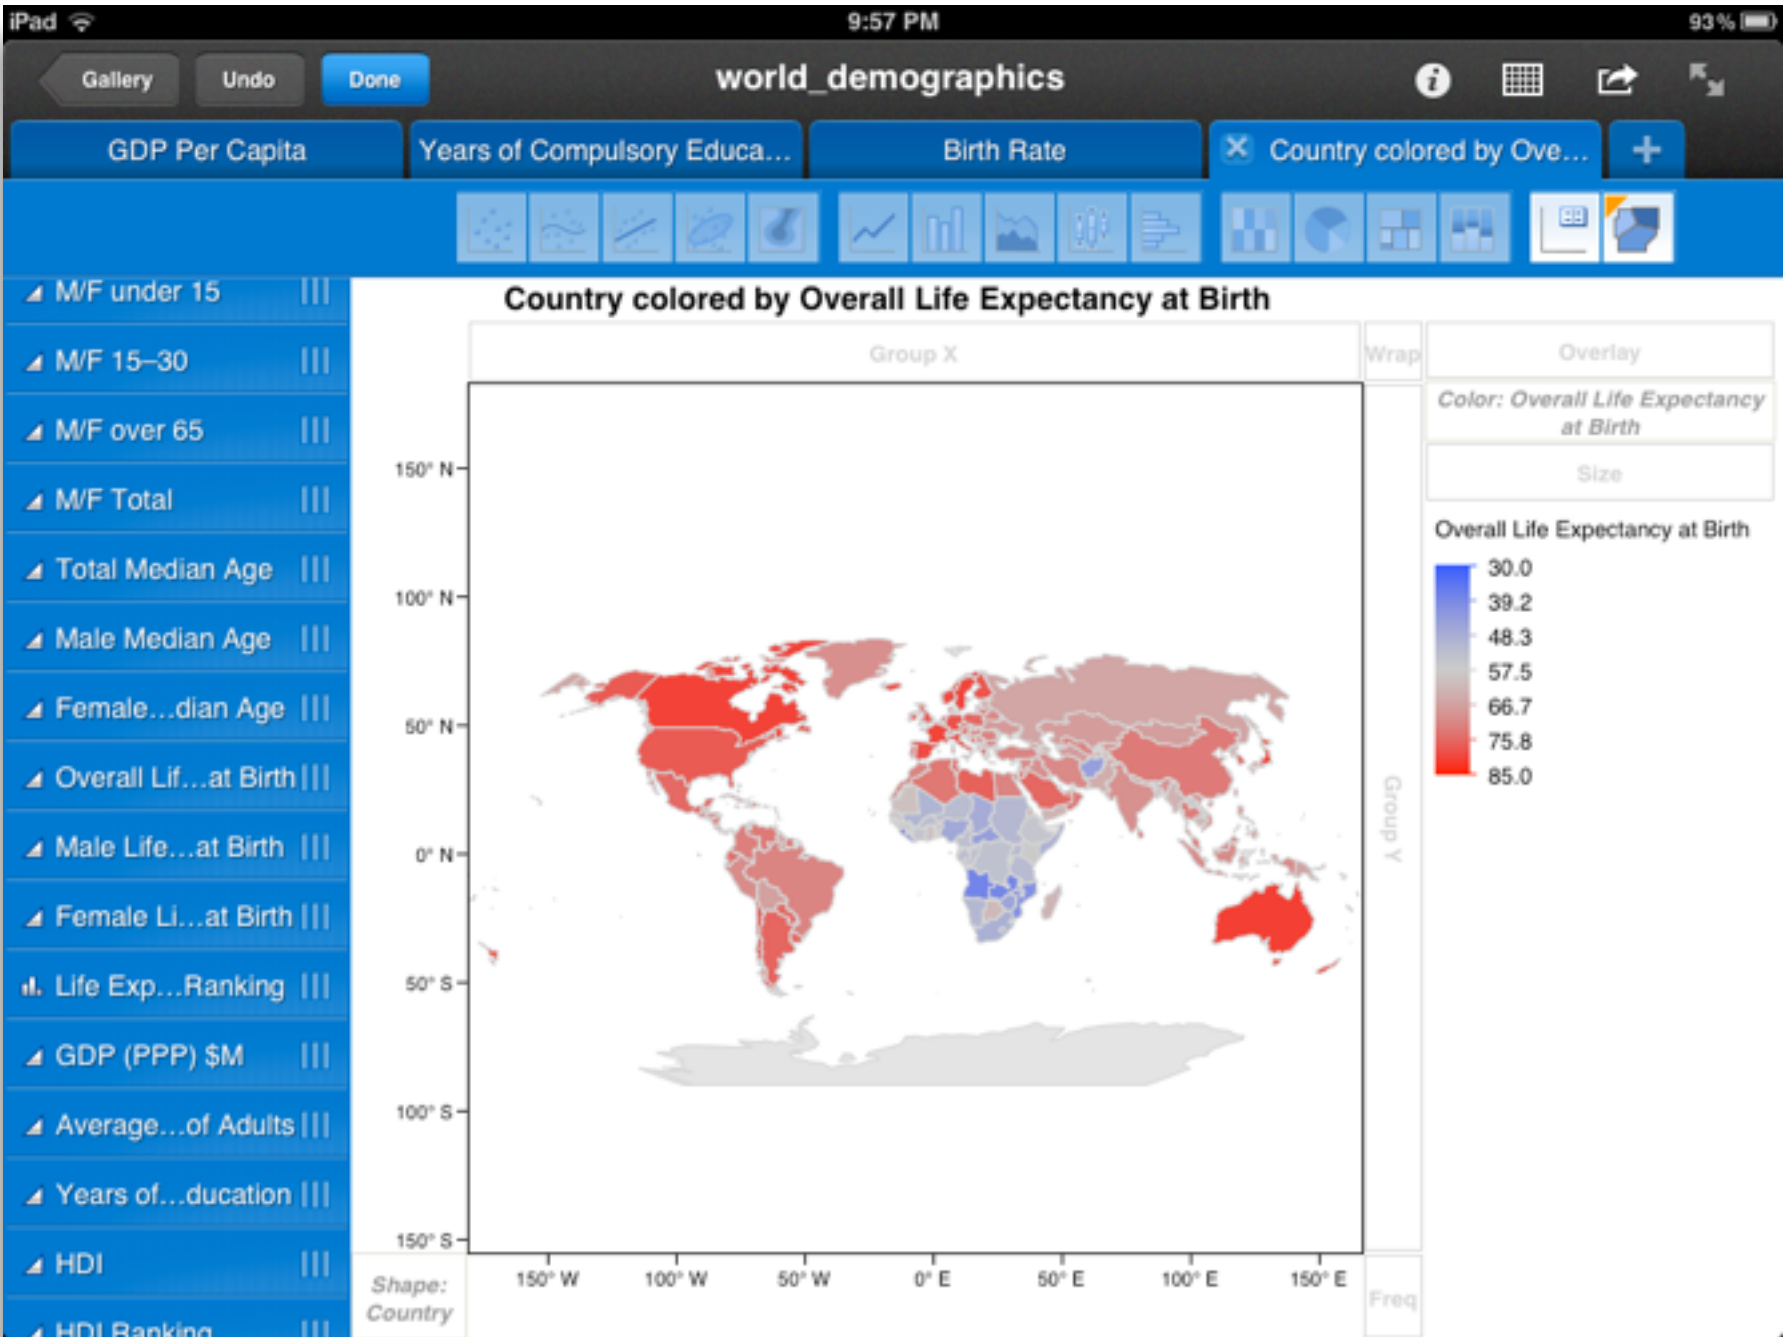 iPad 9:57 PM 93%
Gallery Undo Done world_demographics
GDP Per Capita Years of Compulsory Educa... Birth Rate Country colored by Ove... +
M/F under 15
M/F 15–30
M/F over 65
M/F Total
Total Median Age
Male Median Age
Female...dian Age
Overall Lif...at Birth
Male Life...at Birth
Female Li...at Birth
Life Exp...Ranking
GDP (PPP) $M
Average...of Adults
Years of...ducation
HDI
HDI Ranking
Country colored by Overall Life Expectancy at Birth
Group X
Wrap
Overlay
Color: Overall Life Expectancy
at Birth
Size
Overall Life Expectancy at Birth
30.0
39.2
48.3
57.5
66.7
75.8
85.0
Group Y
150° N
100° N
50° N
0° N
50° S
100° S
150° S
150° W 100° W 50° W 0° E 50° E 100° E 150° E
Shape:
Country
Freq